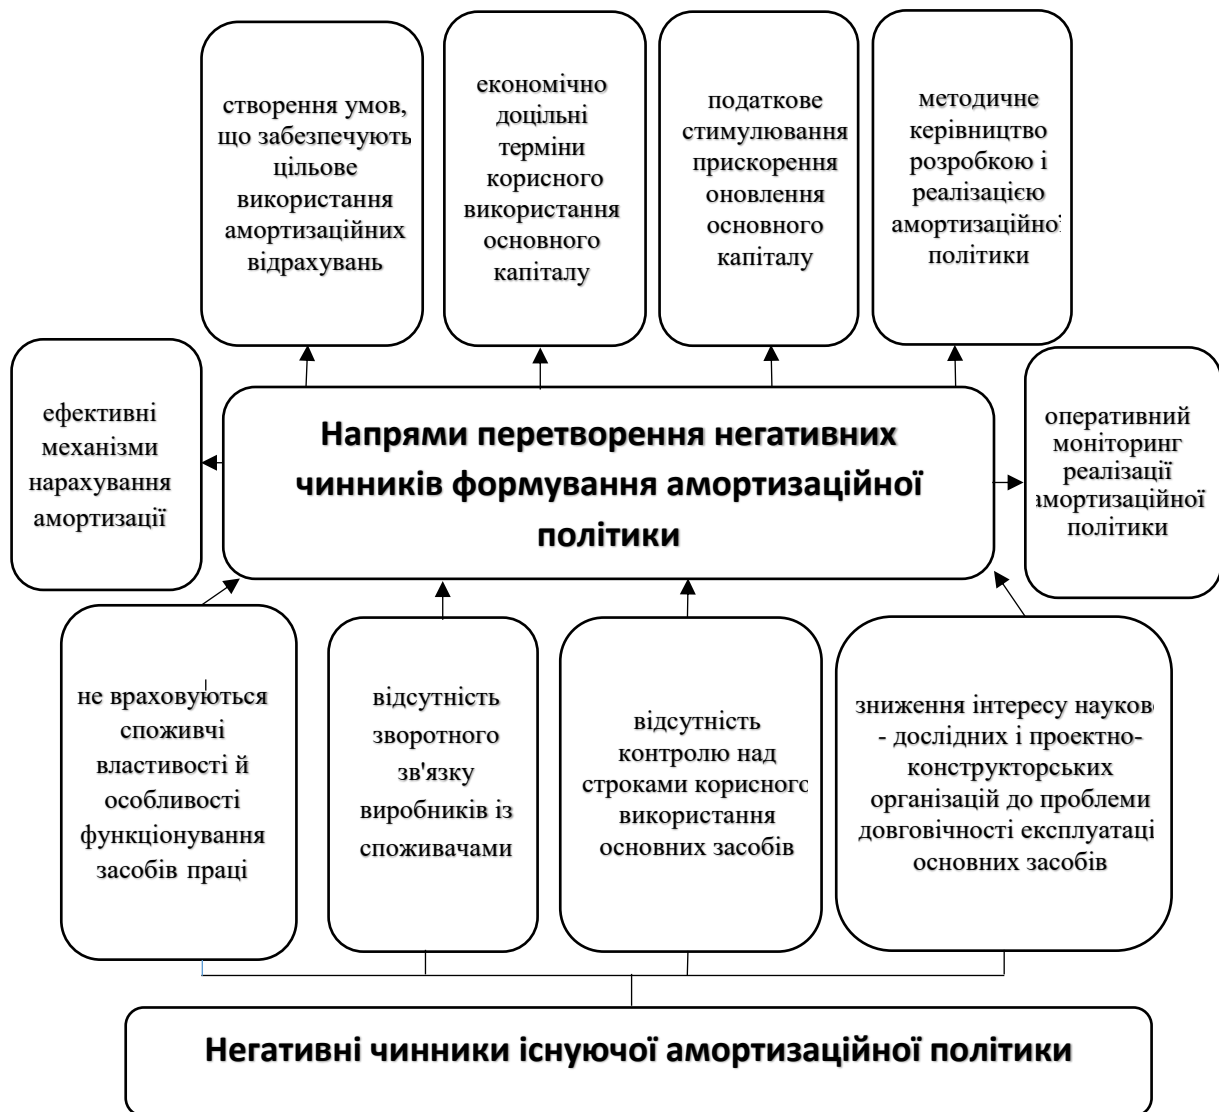 створення умов,
що забезпечують
цільове
використання
амортизаційних
відрахувань
економічно
доцільні
терміни
корисного
використання
основного
капіталу
податкове
стимулювання
прискорення
оновлення
основного
капіталу
методичне
керівництво
розробкою і
реалізацією
амортизаційної
політики
ефективні
механізми
нарахування
амортизації
Напрями перетворення негативних
чинників формування амортизаційної
політики
оперативний
моніторинг
реалізації
амортизаційної
політики
не враховуються
споживчі
властивості й
особливості
функціонування
засобів праці
відсутність
зворотного
зв'язку
виробників із
споживачами
відсутність
контролю над
строками корисного
використання
основних засобів
зниження інтересу науково
- дослідних і проектно-
конструкторських
організацій до проблеми
довговічності експлуатаці
основних засобів
Негативні чинники існуючої амортизаційної політики